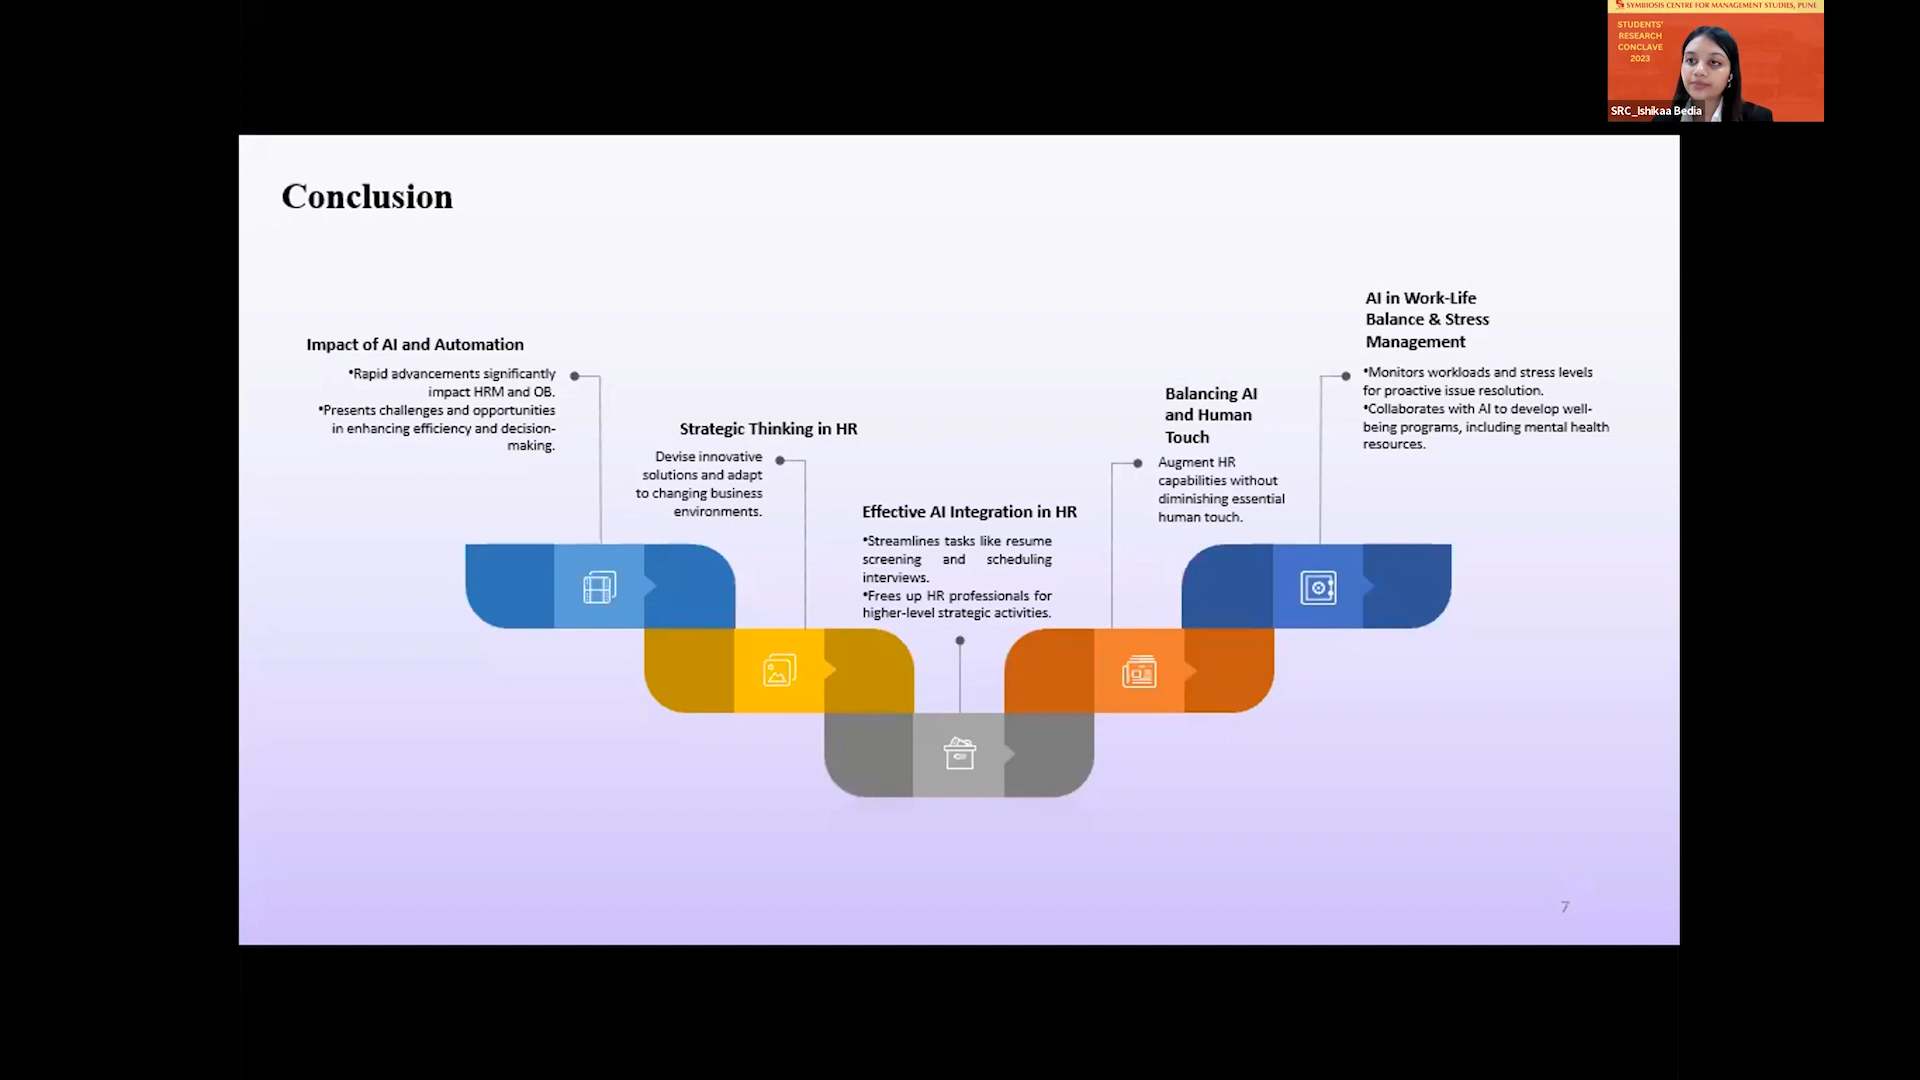 SYMBIOSIS CENTRE FOR MANAGEMENT STUDIES, PUNE
STUDENTS'
RESEARCH
CONCLAVE
2023
SRC_Ishikaa Bedia
Conclusion
Impact of AI and Automation
•Rapid advancements significantly
impact HRM and OB.
•Presents challenges and opportunities
in enhancing efficiency and decision-
making.
Strategic Thinking in HR
Devise innovative
solutions and adapt
to changing business
environments.
Effective AI Integration in HR
•Streamlines tasks like resume
screening and scheduling
interviews.
•Frees up HR professionals for
higher-level strategic activities.
Balancing AI
and Human
Touch
Augment HR
capabilities without
diminishing essential
human touch.
AI in Work-Life
Balance & Stress
Management
•Monitors workloads and stress levels
for proactive issue resolution.
•Collaborates with AI to develop well-
being programs, including mental health
resources.
7